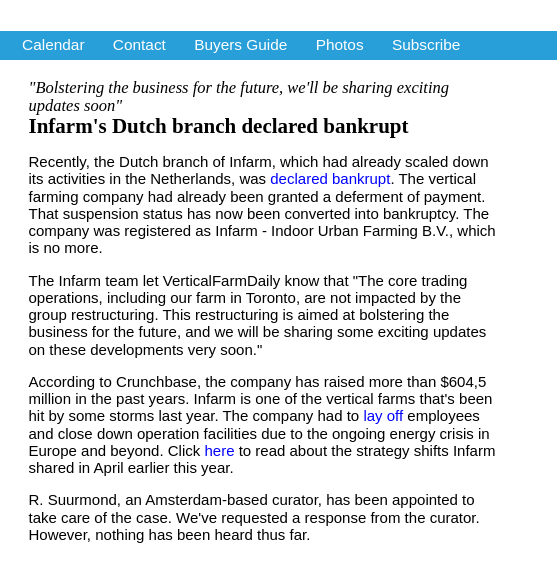 Calendar Contact Buyers Guide Photos Subscribe
"Bolstering the business for the future, we'll be sharing exciting
updates soon"
Infarm's Dutch branch declared bankrupt
Recently, the Dutch branch of Infarm, which had already scaled down
its activities in the Netherlands, was declared bankrupt. The vertical
farming company had already been granted a deferment of payment.
That suspension status has now been converted into bankruptcy. The
company was registered as Infarm - Indoor Urban Farming B.V., which
is no more.
The Infarm team let VerticalFarmDaily know that "The core trading
operations, including our farm in Toronto, are not impacted by the
group restructuring. This restructuring is aimed at bolstering the
business for the future, and we will be sharing some exciting updates
on these developments very soon."
According to Crunchbase, the company has raised more than $604,5
million in the past years. Infarm is one of the vertical farms that's been
hit by some storms last year. The company had to lay off employees
and close down operation facilities due to the ongoing energy crisis in
Europe and beyond. Click here to read about the strategy shifts Infarm
shared in April earlier this year.
R. Suurmond, an Amsterdam-based curator, has been appointed to
take care of the case. We've requested a response from the curator.
However, nothing has been heard thus far.